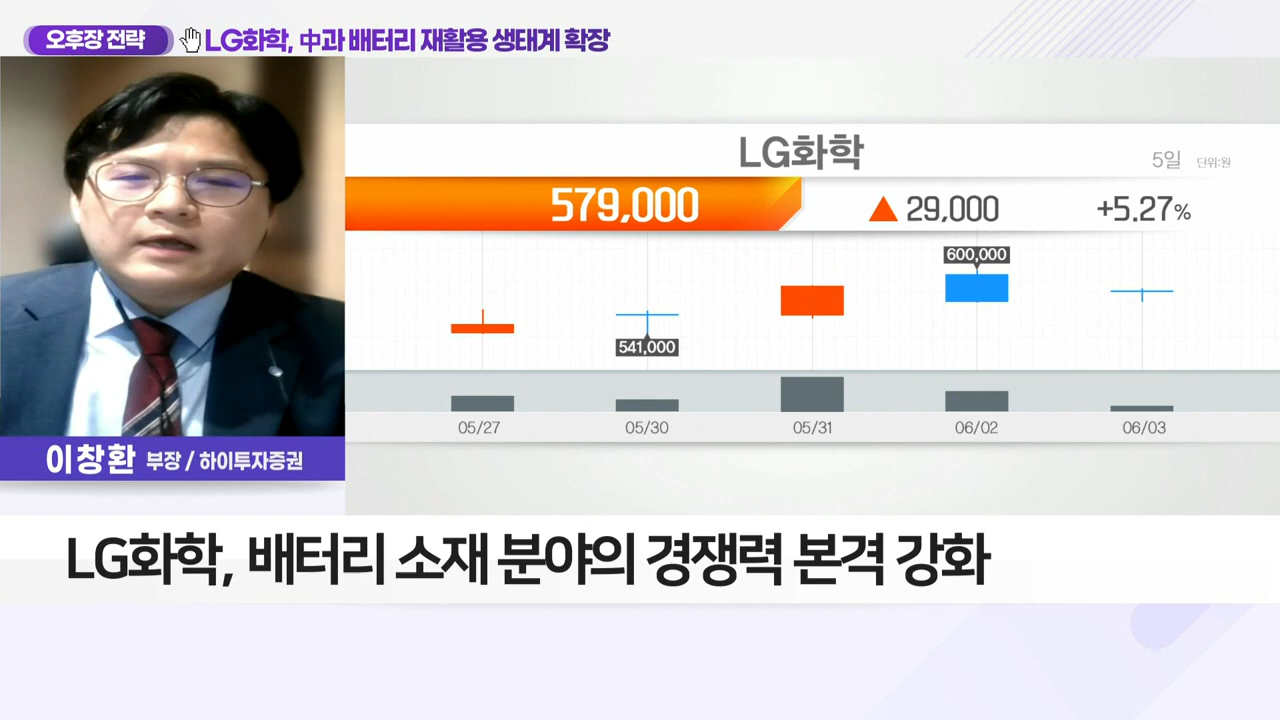 오후장 전략
LG화학, 中과 배터리 재활용 생태계 확장
LG화학
5일 단위:원
579,000 ▲ 29,000 +5.27%
600,000
541,000
05/27 05/30 05/31 06/02 06/03
이창환 부장 / 하이투자증권
LG화학, 배터리 소재 분야의 경쟁력 본격 강화